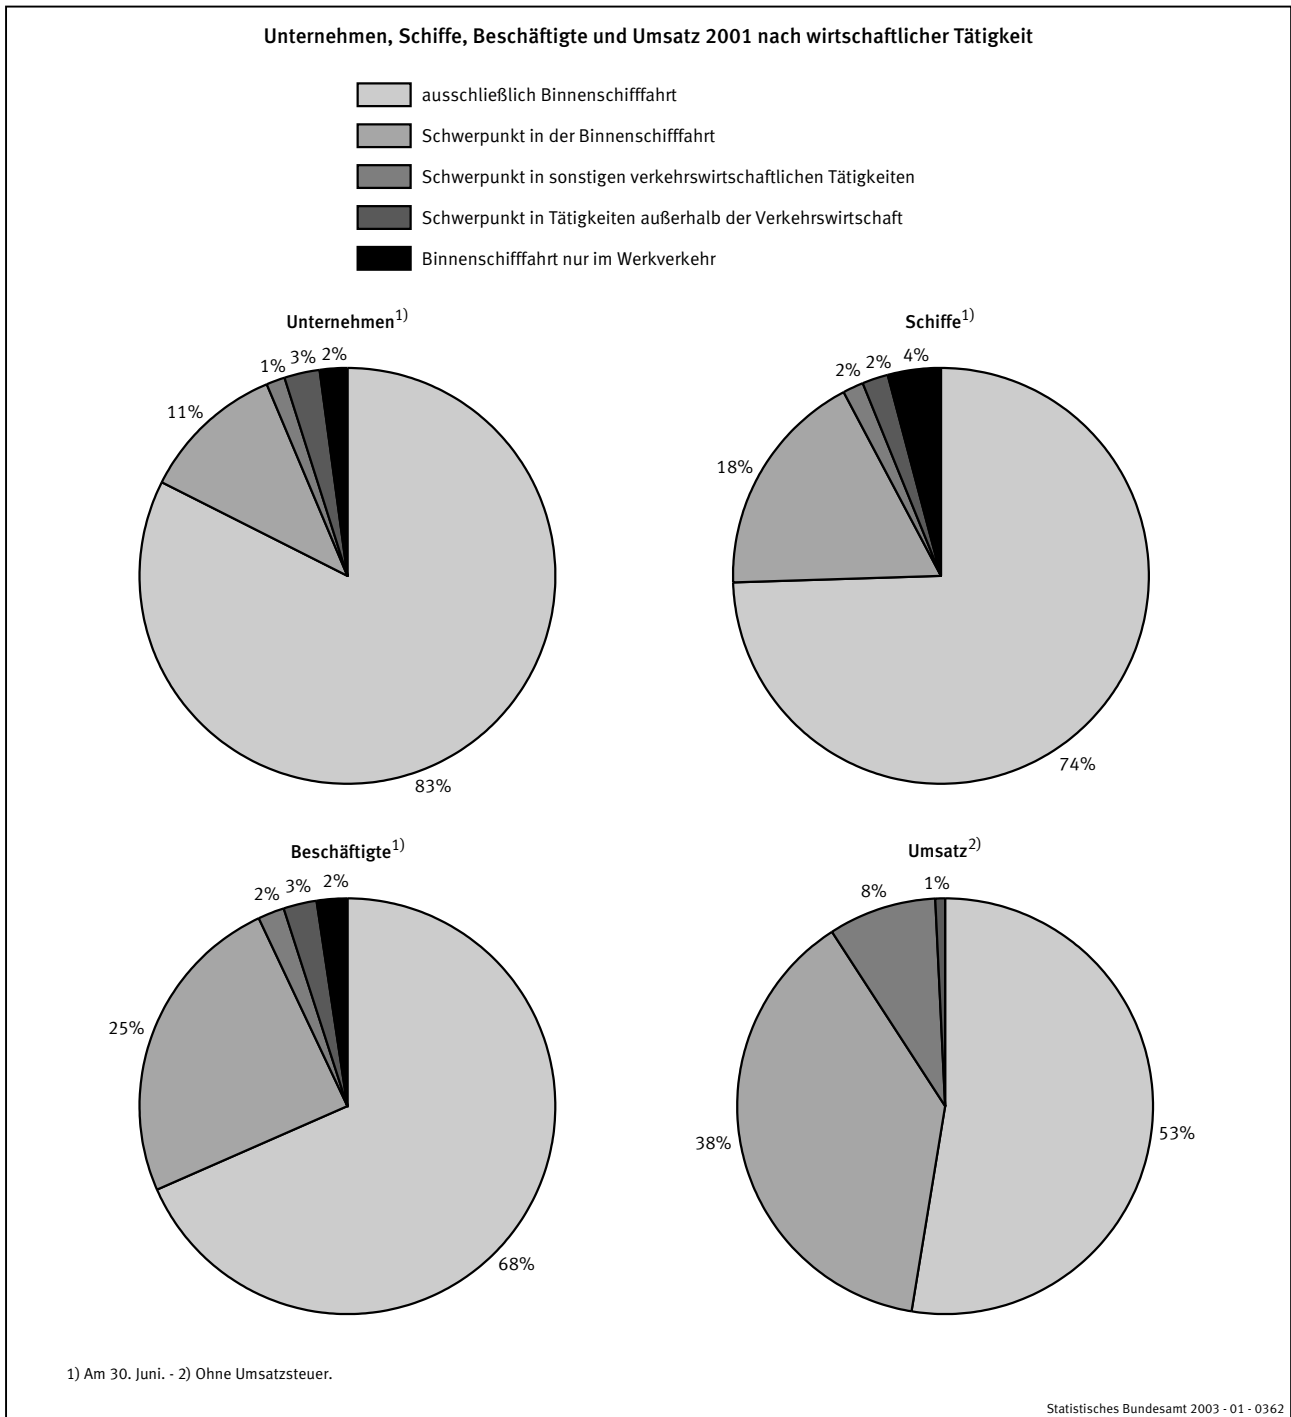 Unternehmen, Schiffe, Beschäftigte und Umsatz 2001 nach wirtschaftlicher Tätigkeit
ausschließlich Binnenschifffahrt
Schwerpunkt in der Binnenschifffahrt
Schwerpunkt in sonstigen verkehrswirtschaftlichen Tätigkeiten
Schwerpunkt in Tätigkeiten außerhalb der Verkehrswirtschaft
Binnenschifffahrt nur im Werkverkehr
Unternehmen1)
1% 3% 2%
11%
83%
Schiffe1)
2% 2% 4%
18%
74%
Beschäftigte1)
2% 3% 2%
25%
68%
Umsatz2)
8% 1%
38%
53%
1) Am 30. Juni. - 2) Ohne Umsatzsteuer.
Statistisches Bundesamt 2003 - 01 - 0362